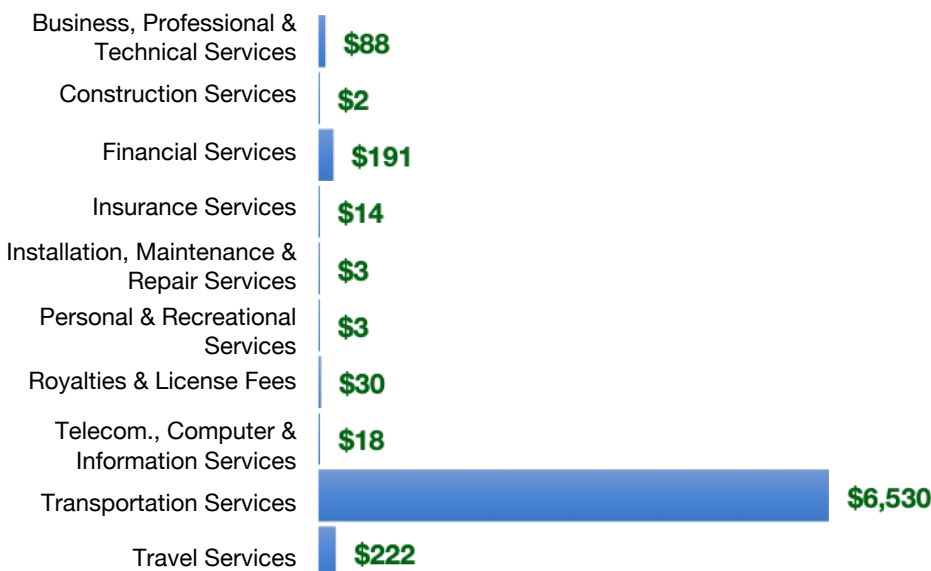 Business, Professional &
Technical Services
$88
Construction Services
$2
Financial Services
$191
Insurance Services
$14
Installation, Maintenance &
Repair Services
$3
Personal & Recreational
Services
$3
Royalties & License Fees
$30
Telecom., Computer &
Information Services
$18
Transportation Services
$6,530
Travel Services
$222